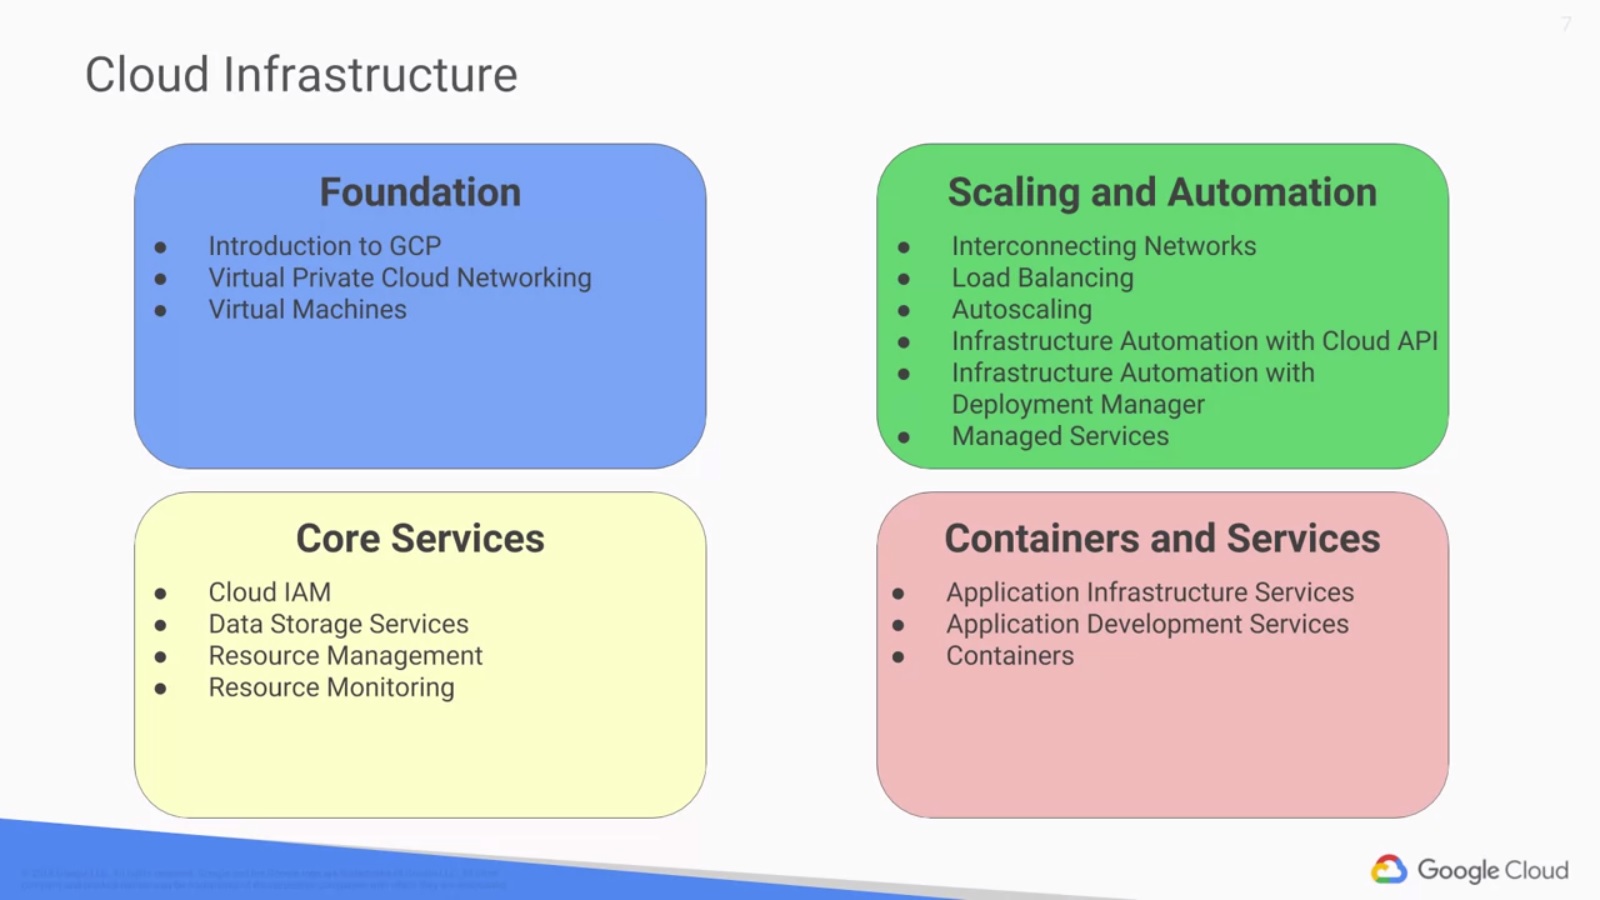 7
Cloud Infrastructure
Foundation
● Introduction to GCP
● Virtual Private Cloud Networking
● Virtual Machines
Scaling and Automation
● Interconnecting Networks
● Load Balancing
● Autoscaling
● Infrastructure Automation with Cloud API
● Infrastructure Automation with
Deployment Manager
● Managed Services
Core Services
● Cloud IAM
● Data Storage Services
● Resource Management
● Resource Monitoring
Containers and Services
● Application Infrastructure Services
● Application Development Services
● Containers
Google Cloud